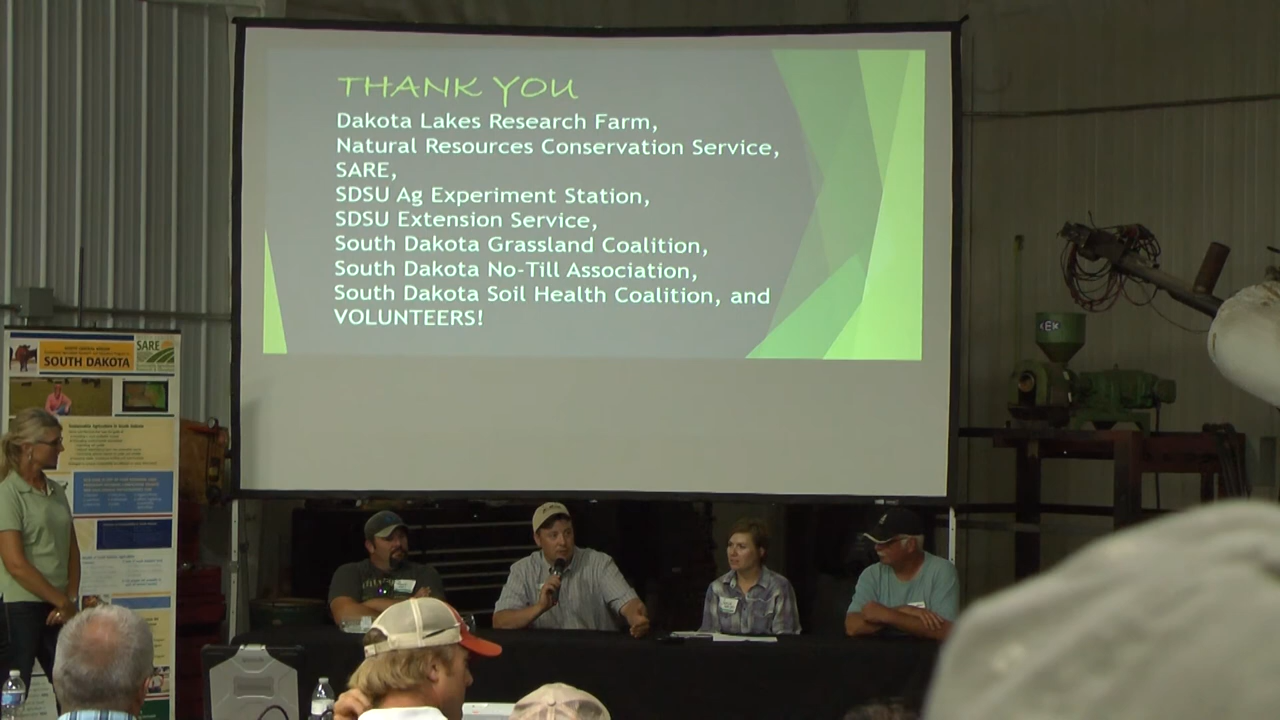 THANK YOU
Dakota Lakes Research Farm,
Natural Resources Conservation Service,
SARE,
SDSU Ag Experiment Station,
SDSU Extension Service,
South Dakota Grassland Coalition,
South Dakota No-Till Association,
South Dakota Soil Health Coalition, and
VOLUNTEERS!
SARE
SOUTH DAKOTA